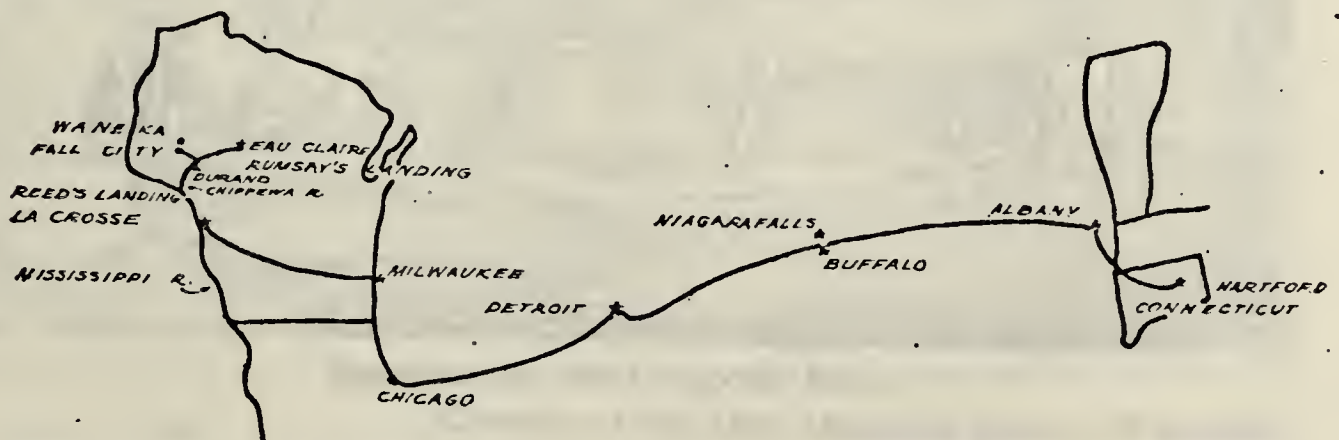 WANEKA
FALL CITY
EAU CLAIRE
RUMSAY'S LANDING
DURAND
CHIPPEWA R
REED'S LANDING
LA CROSSE
MISSISSIPPI R.
MILWAUKEE
CHICAGO
DETROIT
NIAGARA FALLS
BUFFALO
ALBANY
HARTFORD
CONNECTICUT